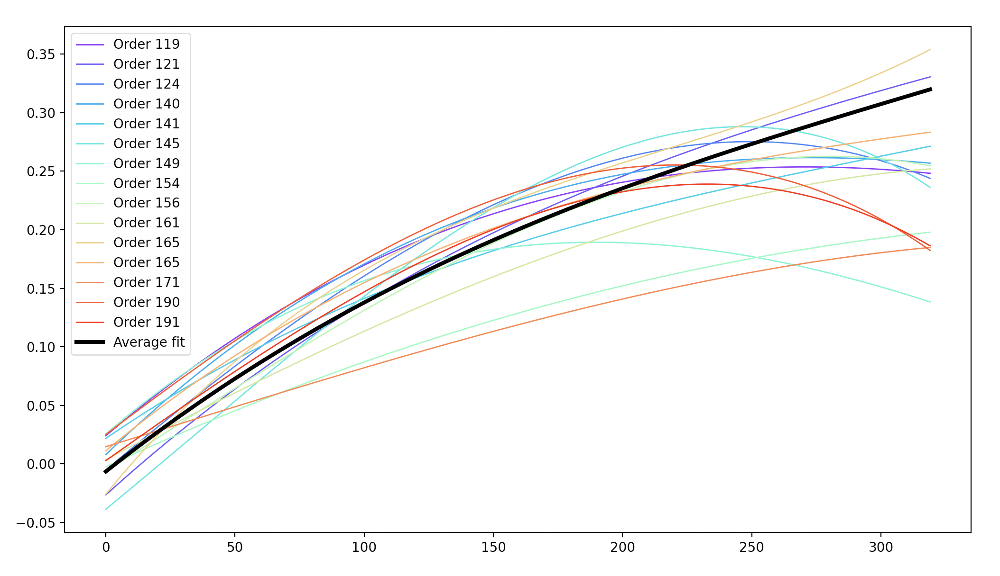 Order 119
Order 121
Order 124
Order 140
Order 141
Order 145
Order 149
Order 154
Order 156
Order 161
Order 165
Order 165
Order 171
Order 190
Order 191
Average fit
0.35
0.30
0.25
0.20
0.15
0.10
0.05
0.00
−0.05
0 50 100 150 200 250 300